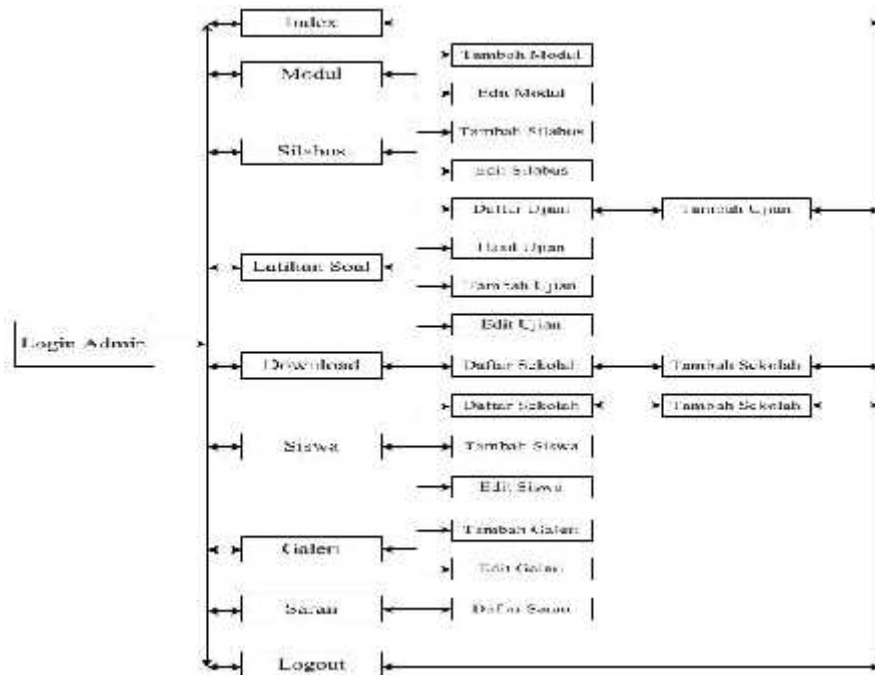 Index
Tambah Modul
Modul
Edit Modul
Tambah Silabus
Silabus
Edit Silabus
Daftar Ujian
Tambah Ujian
Hasil Ujian
Latihan Soal
Tambah Ujian
Edit Ujian
Login Admin
Download
Daftar Sekolah
Tambah Sekolah
Daftar Sekolah
Tambah Sekolah
Siswa
Tambah Siswa
Edit Siswa
Tambah Galeri
Galeri
Edit Galeri
Saran
Daftar Saran
Logout